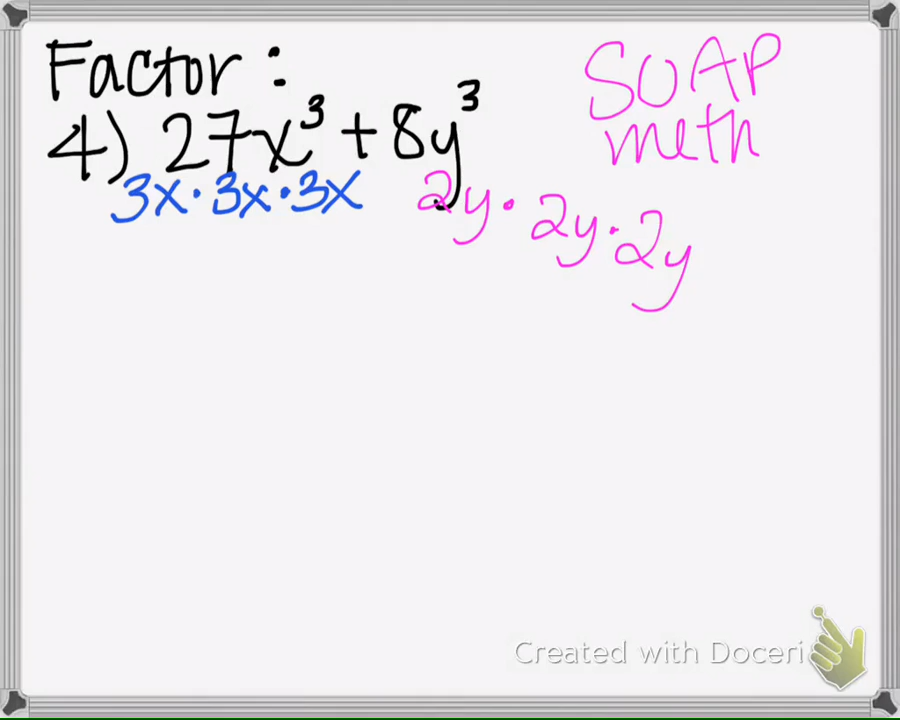 Factor :
SOAP
meth
4) 27x³ + 8y³
3x · 3x · 3x 2y · 2y · 2y
Created with Doceri